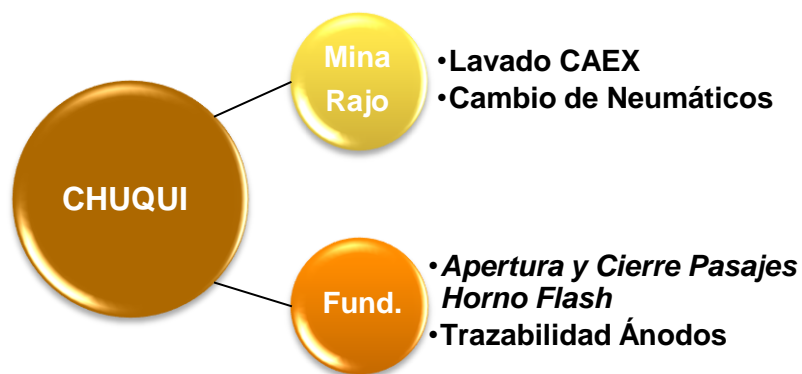 Mina
Rajo
•Lavado CAEX
•Cambio de Neumáticos
CHUQUI
Fund.
•Apertura y Cierre Pasajes
Horno Flash
•Trazabilidad Ánodos